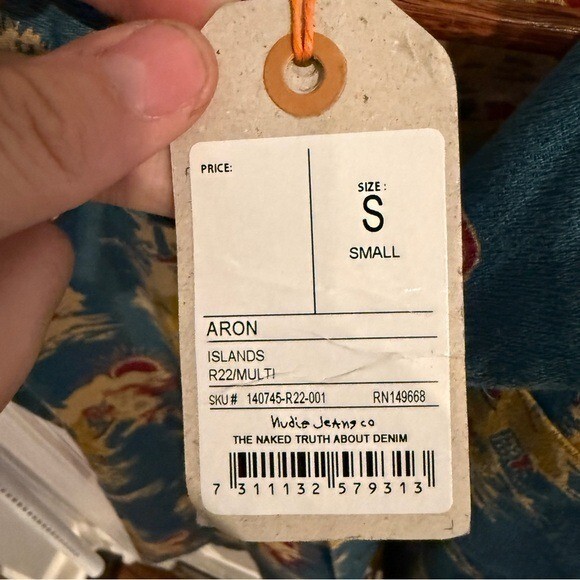 PRICE:
SIZE:
S
SMALL
ARON
ISLANDS
R22/MULTI
SKU# 140745-R22-001 RN149668
Nudie Jeans co
THE NAKED TRUTH ABOUT DENIM
7 311132 579313